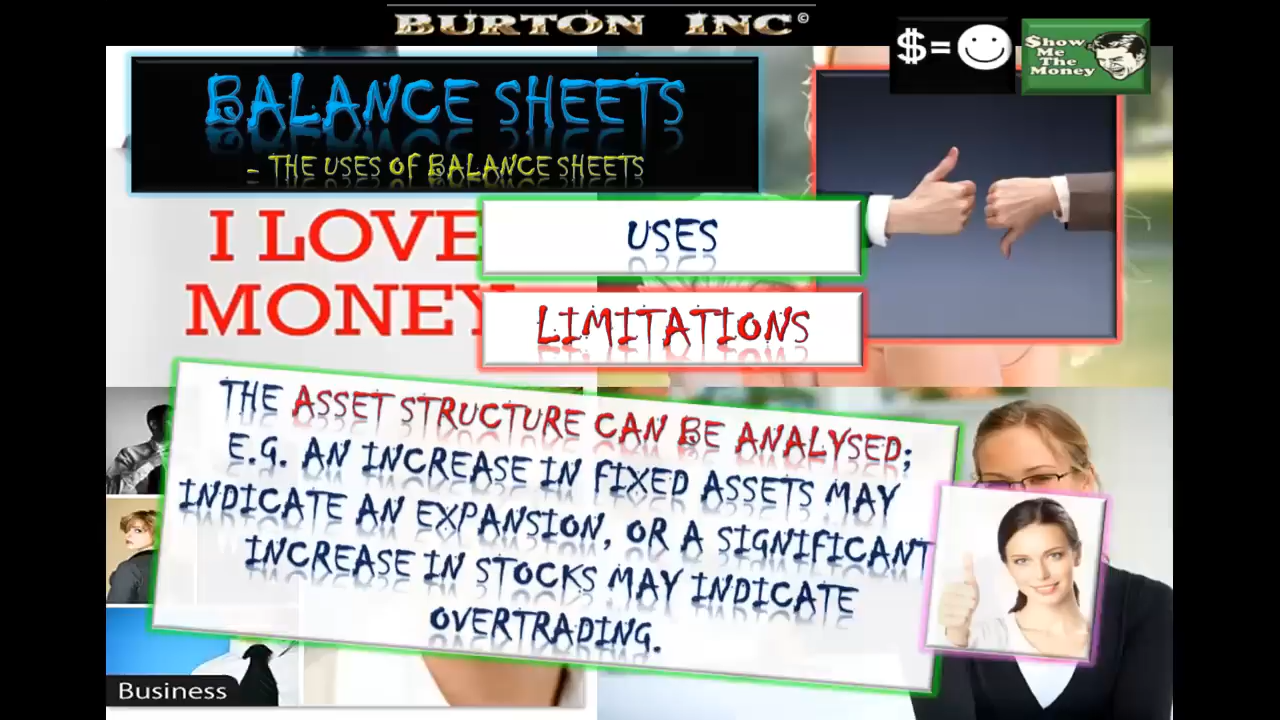 BURTON INC©
$=
Show
Me
The
Money
BALANCE SHEETS
- THE USES OF BALANCE SHEETS
I LOVE
MONEY
USES
LIMITATIONS
THE ASSET STRUCTURE CAN BE ANALYSED;
E.G. AN INCREASE IN FIXED ASSETS MAY
INDICATE AN EXPANSION, OR A SIGNIFICANT
INCREASE IN STOCKS MAY INDICATE
OVERTRADING.
Business